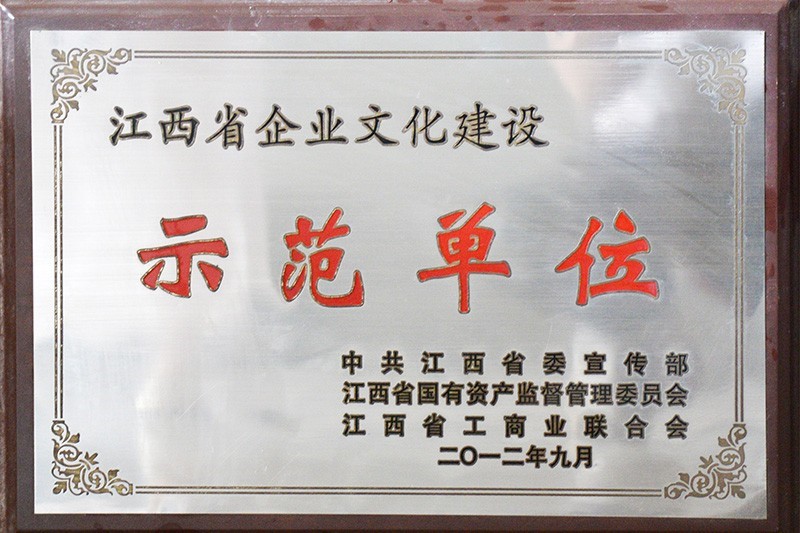 江西省企业文化建设
示范单位
中共江西省委宣传部
江西省国有资产监督管理委员会
江西省工商业联合会
二〇一二年九月